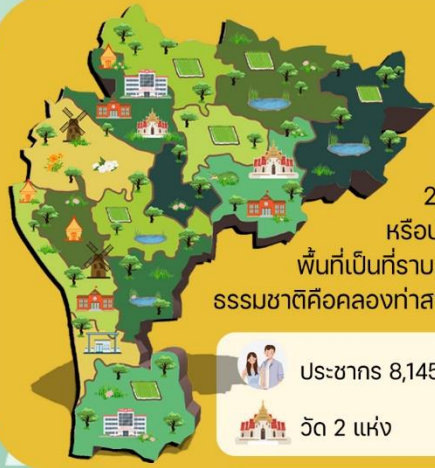 2
หรือ
พื้นที่เป็นที่ราบ
ธรรมชาติคือคลองท่าส
ประชากร 8,145
วัด 2 แห่ง